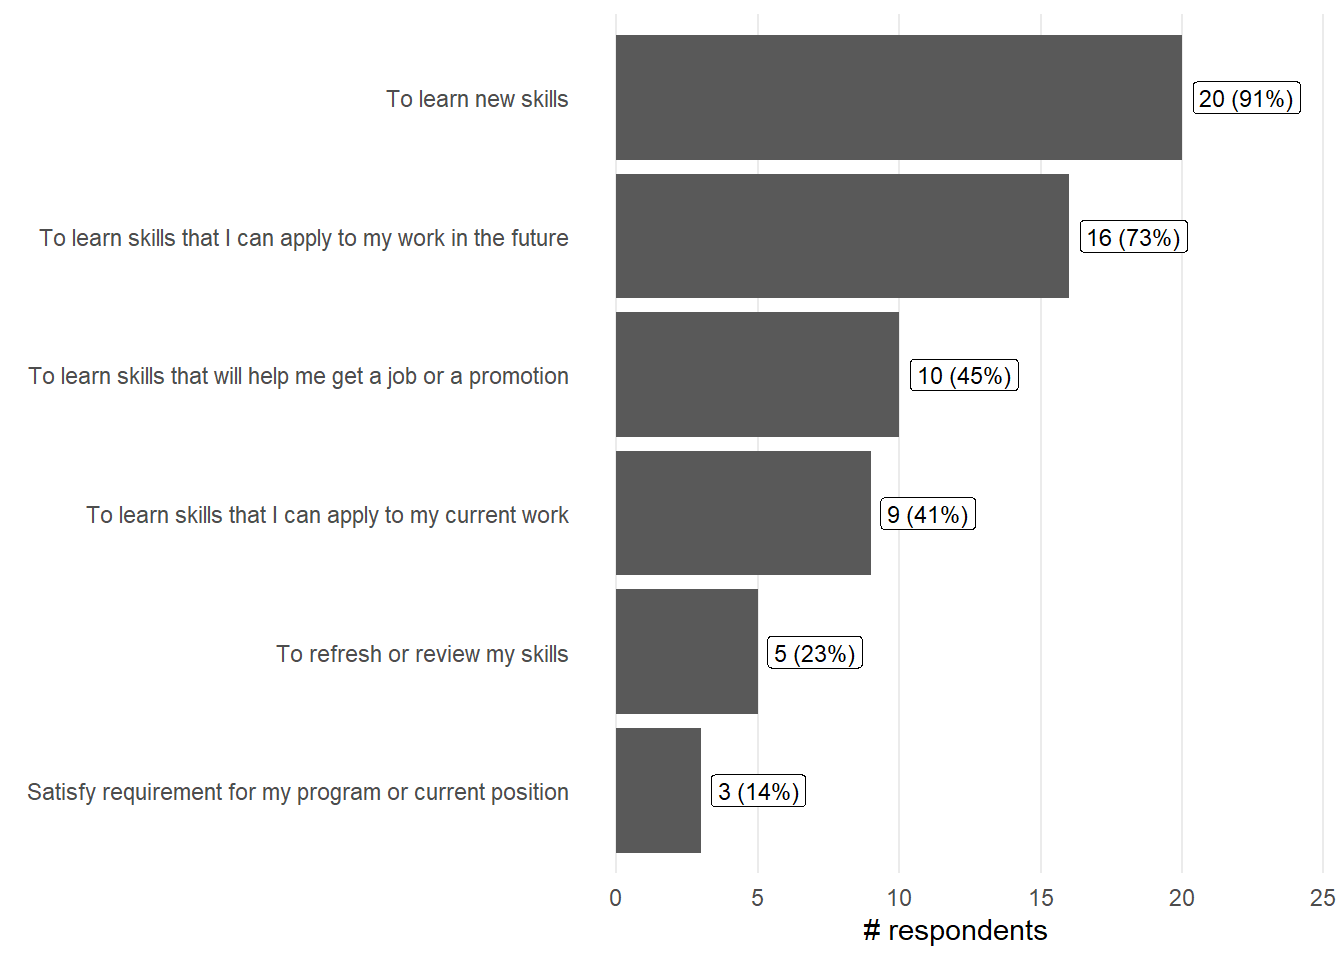 To learn new skills
20 (91%)
To learn skills that I can apply to my work in the future
16 (73%)
To learn skills that will help me get a job or a promotion
10 (45%)
To learn skills that I can apply to my current work
9 (41%)
To refresh or review my skills
5 (23%)
Satisfy requirement for my program or current position
3 (14%)
0 5 10 15 20 25
# respondents